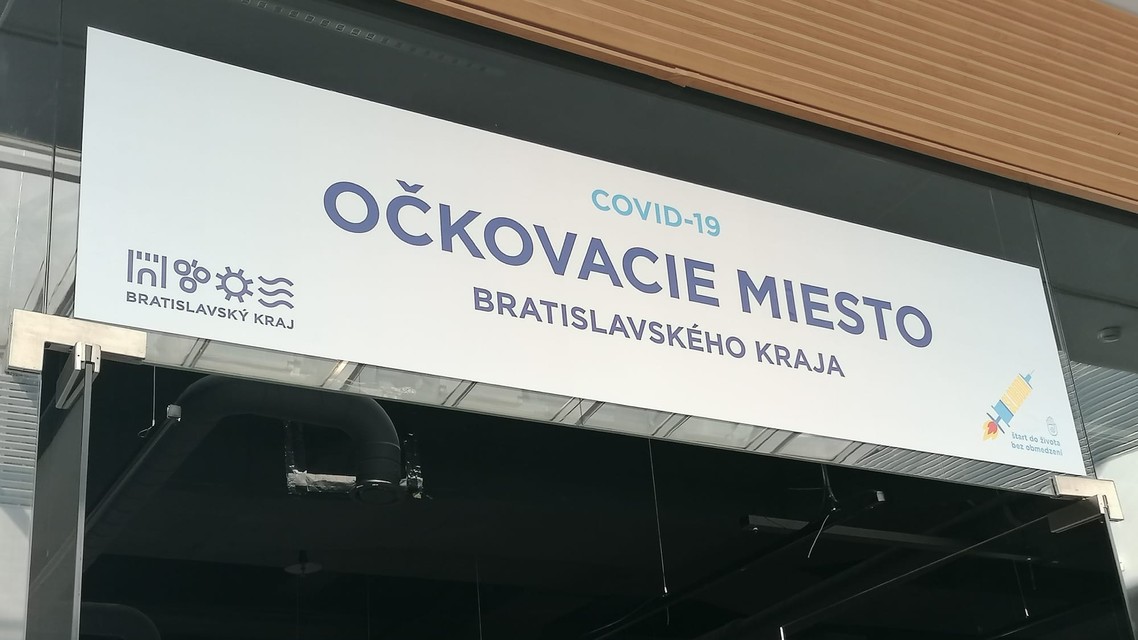 COVID-19
OČKOVACIE MIESTO
BRATISLAVSKÉHO KRAJA
BRATISLAVSKÝ KRAJ
štart do života
bez obmedzení